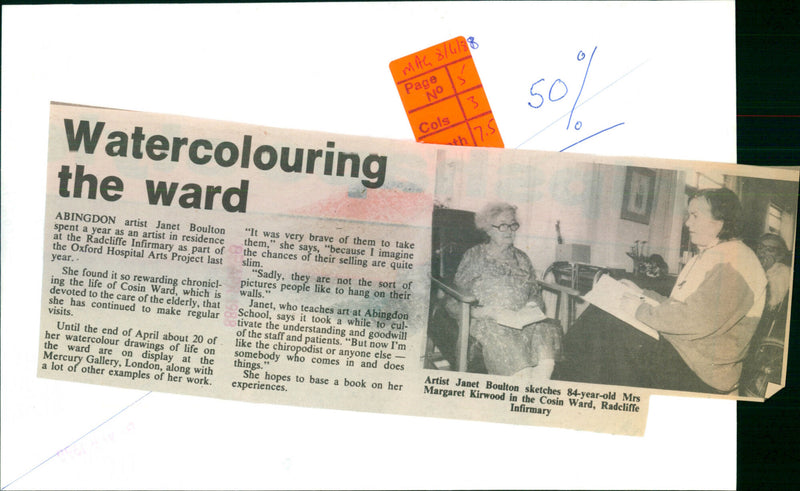 MAG 8/4/88
Page No 5
Cols 3
7.5
50%
Watercolouring
the ward
ABINGDON artist Janet Boulton
spent a year as an artist in residence
at the Radcliffe Infirmary as part of
the Oxford Hospital Arts Project last
year.
She found it so rewarding chronicl-
ing the life of Cosin Ward, which is
devoted to the care of the elderly, that
she has continued to make regular
visits.
Until the end of April about 20 of
her watercolour drawings of life on
the ward are on display at the
Mercury Gallery, London, along with
a lot of other examples of her work.
"It was very brave of them to take
them," she says, "because I imagine
the chances of their selling are quite
slim.
"Sadly, they are not the sort of
pictures people like to hang on their
walls."
Janet, who teaches art at Abingdon
School, says it took a while to cul-
tivate the understanding and goodwill
of the staff and patients. "But now I'm
like the chiropodist or anyone else —
somebody who comes in and does
things."
She hopes to base a book on her
experiences.
Artist Janet Boulton sketches 84-year-old Mrs
Margaret Kirwood in the Cosin Ward, Radcliffe
Infirmary